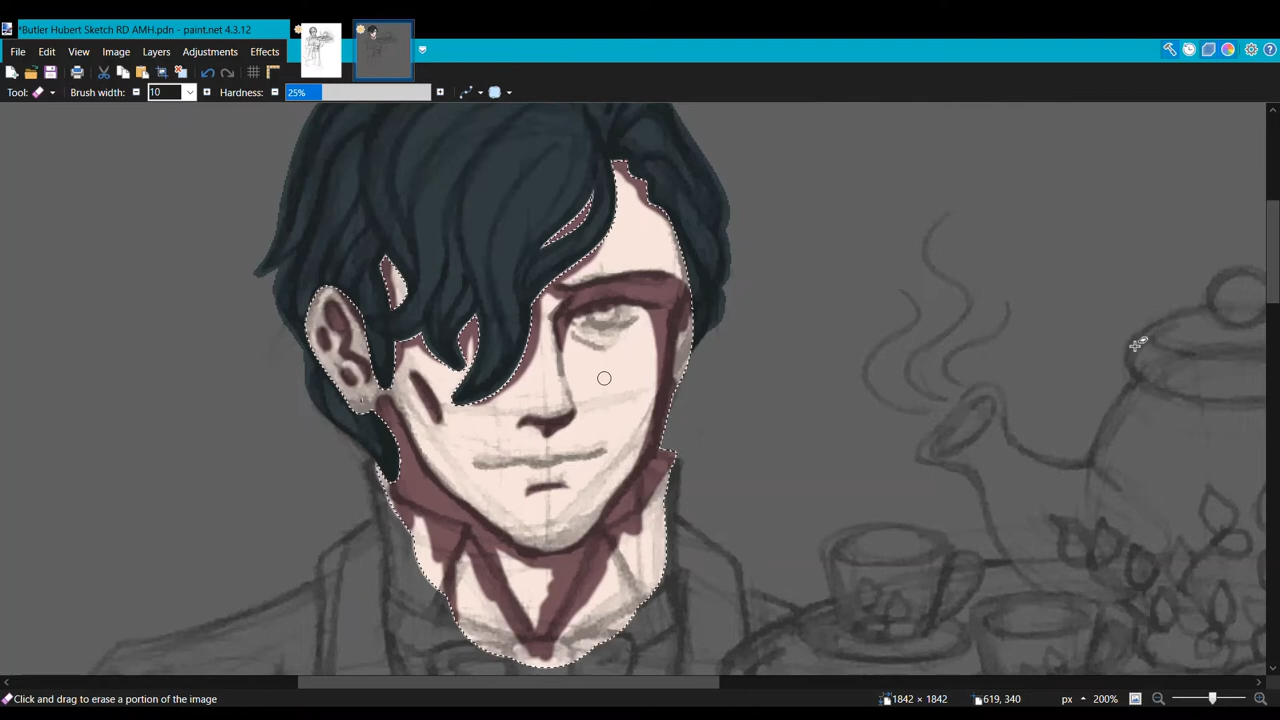 *Butler Hubert Sketch RD AMH.pdn - paint.net 4.3.12
File Edit View Image Layers Adjustments Effects
Tool: Brush width: 10 Hardness: 25%
Click and drag to erase a portion of the image 1842 × 1842 619, 340 px 200%